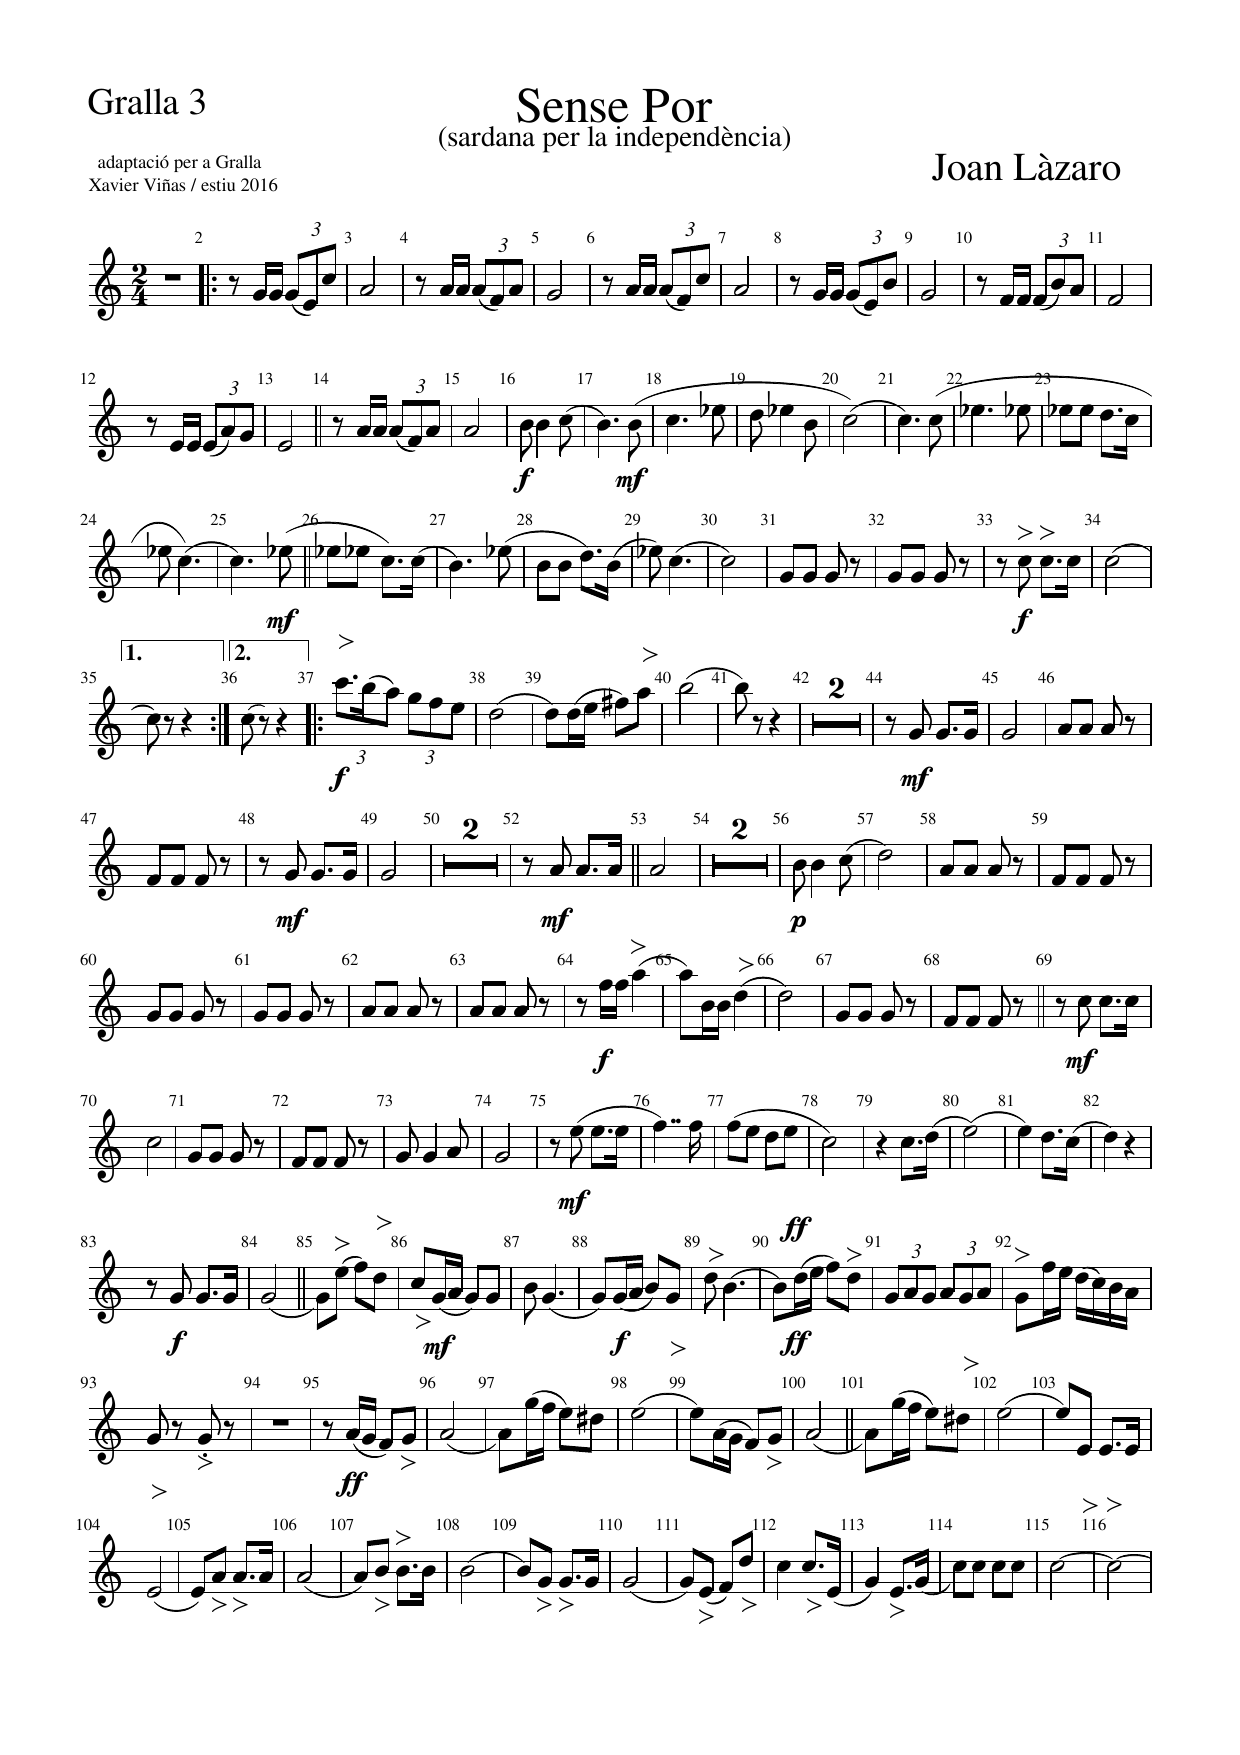 Gralla 3
Sense Por
(sardana per la independència)
adaptació per a Gralla
Xavier Viñas / estiu 2016
Joan Làzaro
2 3 4 5 6 7 8 9 10 11
3 3 3 3 3
2
4
12 13 14 15 16 17 18 19 20 21 22 23
3 3
f mf
24 25 26 27 28 29 30 31 32 33 34
mf f
1. 2.
35 36 37 38 39 40 41 42 44 45 46
2
3 3
f mf
47 48 49 50 52 53 54 56 57 58 59
2 2
mf mf p
60 61 62 63 64 65 66 67 68 69
f mf
70 71 72 73 74 75 76 77 78 79 80 81 82
mf
ff
83 84 85 86 87 88 89 90 91 92
3 3
f mf f ff
93 94 95 96 97 98 99 100 101 102 103
ff
104 105 106 107 108 109 110 111 112 113 114 115 116